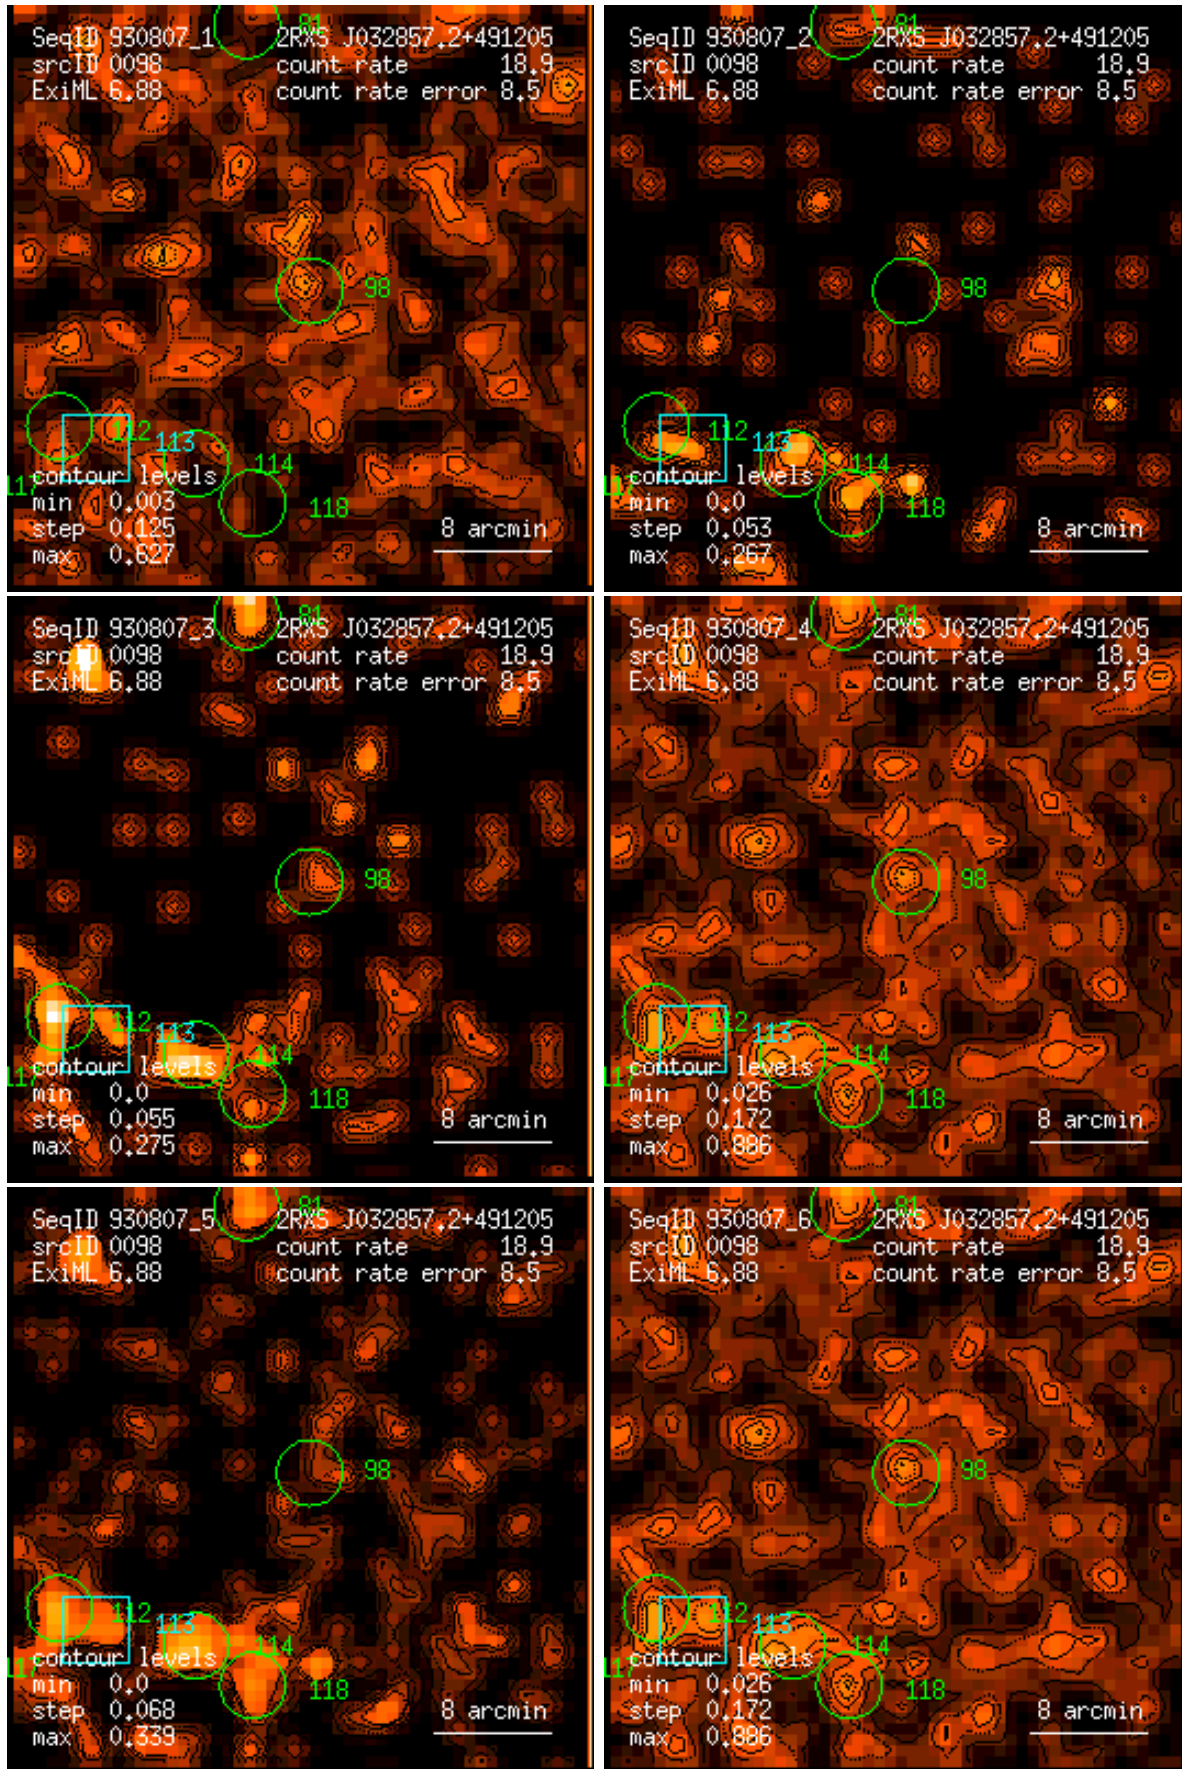 81
SeqID 930807_1 2RXS J032857.2+491205
srcID 0098 count rate 18.9
ExiML 6.88 count rate error 8.5
98
112 113
114
contour levels
117
min 0.003 118
step 0.125 8 arcmin
max 0.627
81
SeqID 930807_2 2RXS J032857.2+491205
srcID 0098 count rate 18.9
ExiML 6.88 count rate error 8.5
98
112 113
114
contour levels
117
min 0.0 118
step 0.053 8 arcmin
max 0.267
81
SeqID 930807_3 2RXS J032857.2+491205
srcID 0098 count rate 18.9
ExiML 6.88 count rate error 8.5
98
112 113
114
contour levels
117
min 0.0 118
step 0.055 8 arcmin
max 0.275
81
SeqID 930807_4 2RXS J032857.2+491205
srcID 0098 count rate 18.9
ExiML 6.88 count rate error 8.5
98
112 113
114
contour levels
117
min 0.026 118
step 0.172 8 arcmin
max 0.886
81
SeqID 930807_5 2RXS J032857.2+491205
srcID 0098 count rate 18.9
ExiML 6.88 count rate error 8.5
98
112 113
114
contour levels
117
min 0.0 118
step 0.068 8 arcmin
max 0.339
81
SeqID 930807_6 2RXS J032857.2+491205
srcID 0098 count rate 18.9
ExiML 6.88 count rate error 8.5
98
112 113
114
contour levels
117
min 0.026 118
step 0.172 8 arcmin
max 0.886